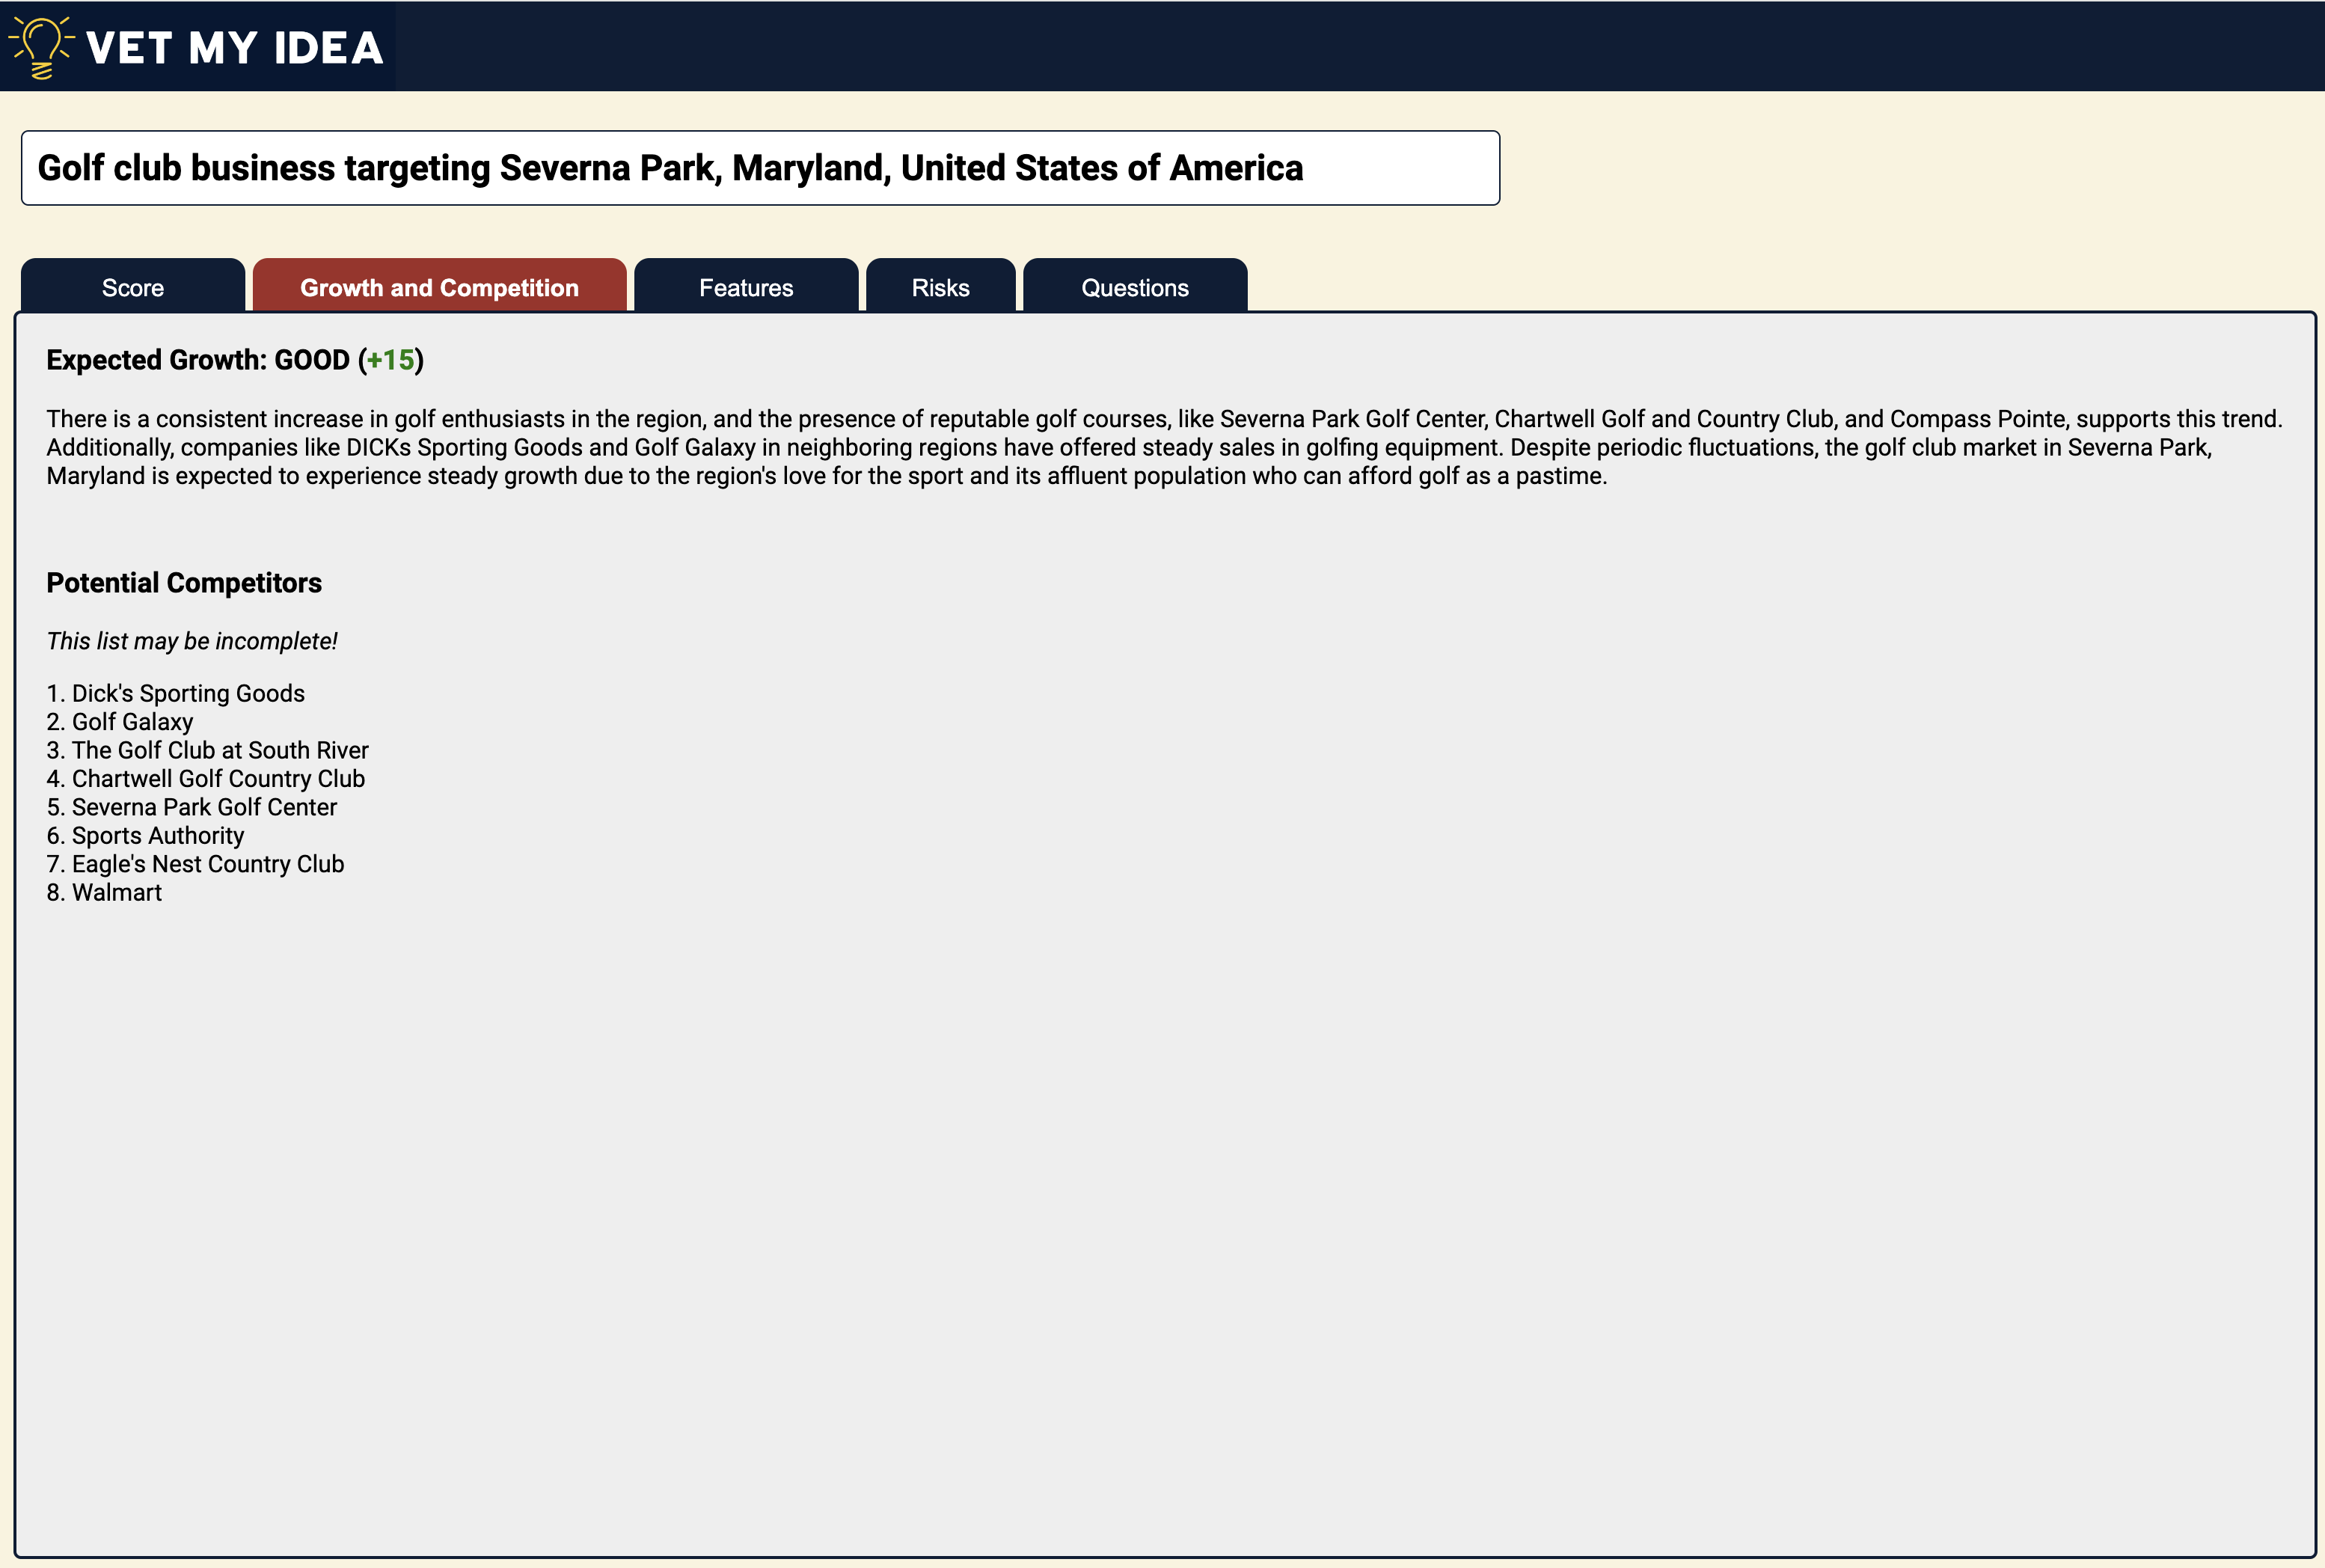 VET MY IDEA
Golf club business targeting Severna Park, Maryland, United States of America
Score
Growth and Competition
Features
Risks
Questions
Expected Growth: GOOD (+15)
There is a consistent increase in golf enthusiasts in the region, and the presence of reputable golf courses, like Severna Park Golf Center, Chartwell Golf and Country Club, and Compass Pointe, supports this trend.
Additionally, companies like DICKs Sporting Goods and Golf Galaxy in neighboring regions have offered steady sales in golfing equipment. Despite periodic fluctuations, the golf club market in Severna Park,
Maryland is expected to experience steady growth due to the region's love for the sport and its affluent population who can afford golf as a pastime.
Potential Competitors
This list may be incomplete!
1. Dick's Sporting Goods
2. Golf Galaxy
3. The Golf Club at South River
4. Chartwell Golf Country Club
5. Severna Park Golf Center
6. Sports Authority
7. Eagle's Nest Country Club
8. Walmart